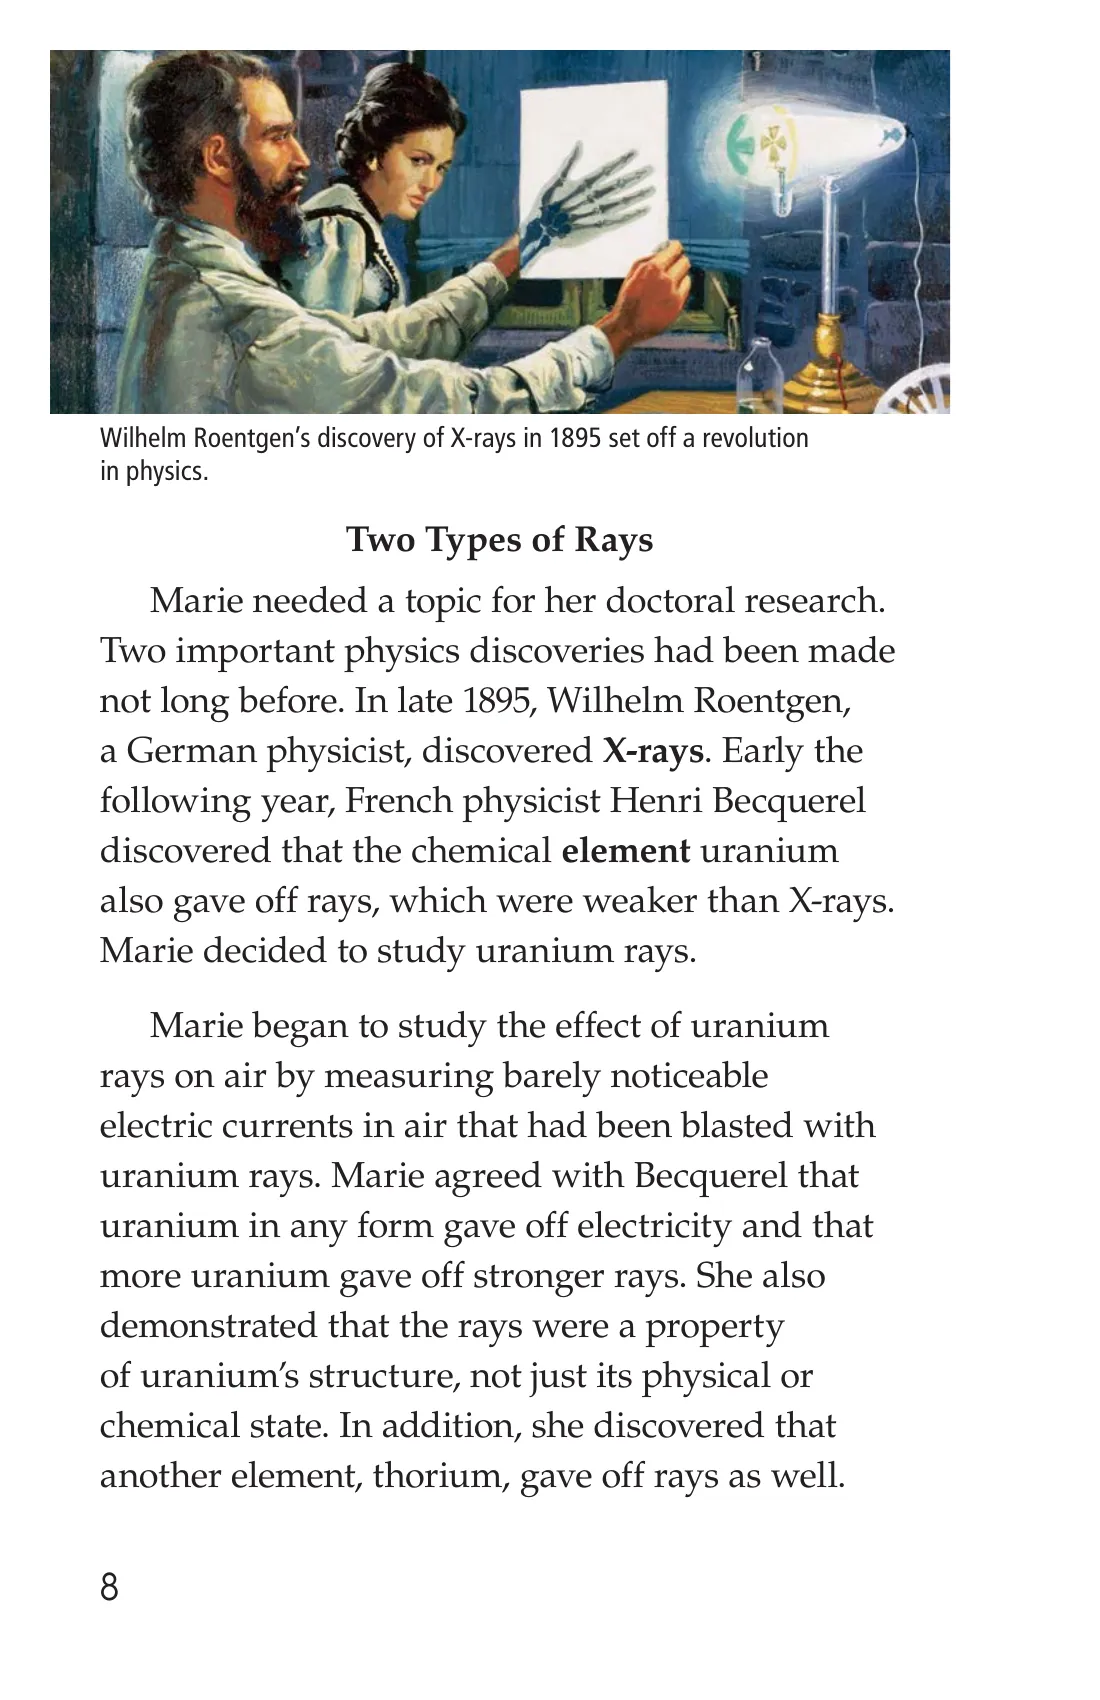 Wilhelm Roentgen’s discovery of X-rays in 1895 set off a revolution
in physics.
Two Types of Rays
Marie needed a topic for her doctoral research.
Two important physics discoveries had been made
not long before. In late 1895, Wilhelm Roentgen,
a German physicist, discovered X-rays. Early the
following year, French physicist Henri Becquerel
discovered that the chemical element uranium
also gave off rays, which were weaker than X-rays.
Marie decided to study uranium rays.
Marie began to study the effect of uranium
rays on air by measuring barely noticeable
electric currents in air that had been blasted with
uranium rays. Marie agreed with Becquerel that
uranium in any form gave off electricity and that
more uranium gave off stronger rays. She also
demonstrated that the rays were a property
of uranium’s structure, not just its physical or
chemical state. In addition, she discovered that
another element, thorium, gave off rays as well.
8